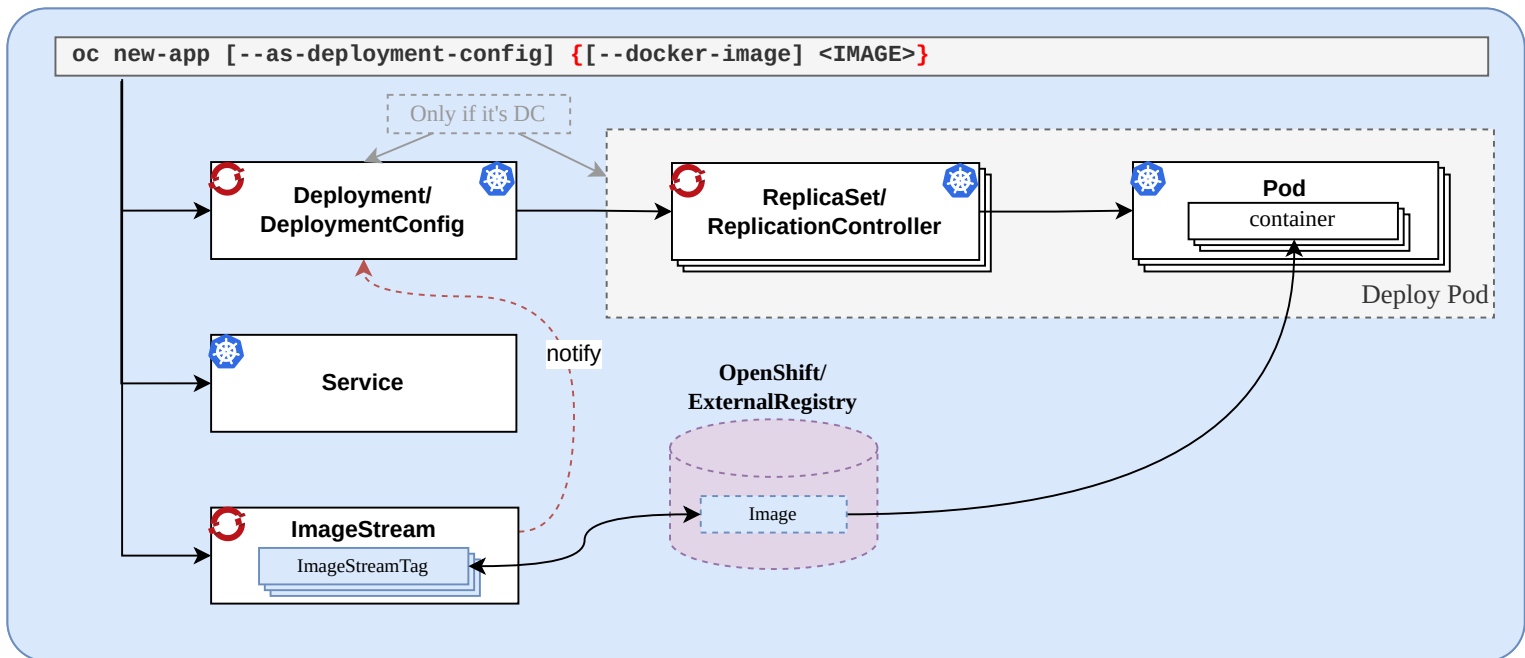 oc new-app [--as-deployment-config] {[--docker-image] <IMAGE>}
Only if it's DC
Deployment/
DeploymentConfig
ReplicaSet/
ReplicationController
Pod
container
Deploy Pod
Service
notify
OpenShift/
ExternalRegistry
Image
ImageStream
ImageStreamTag